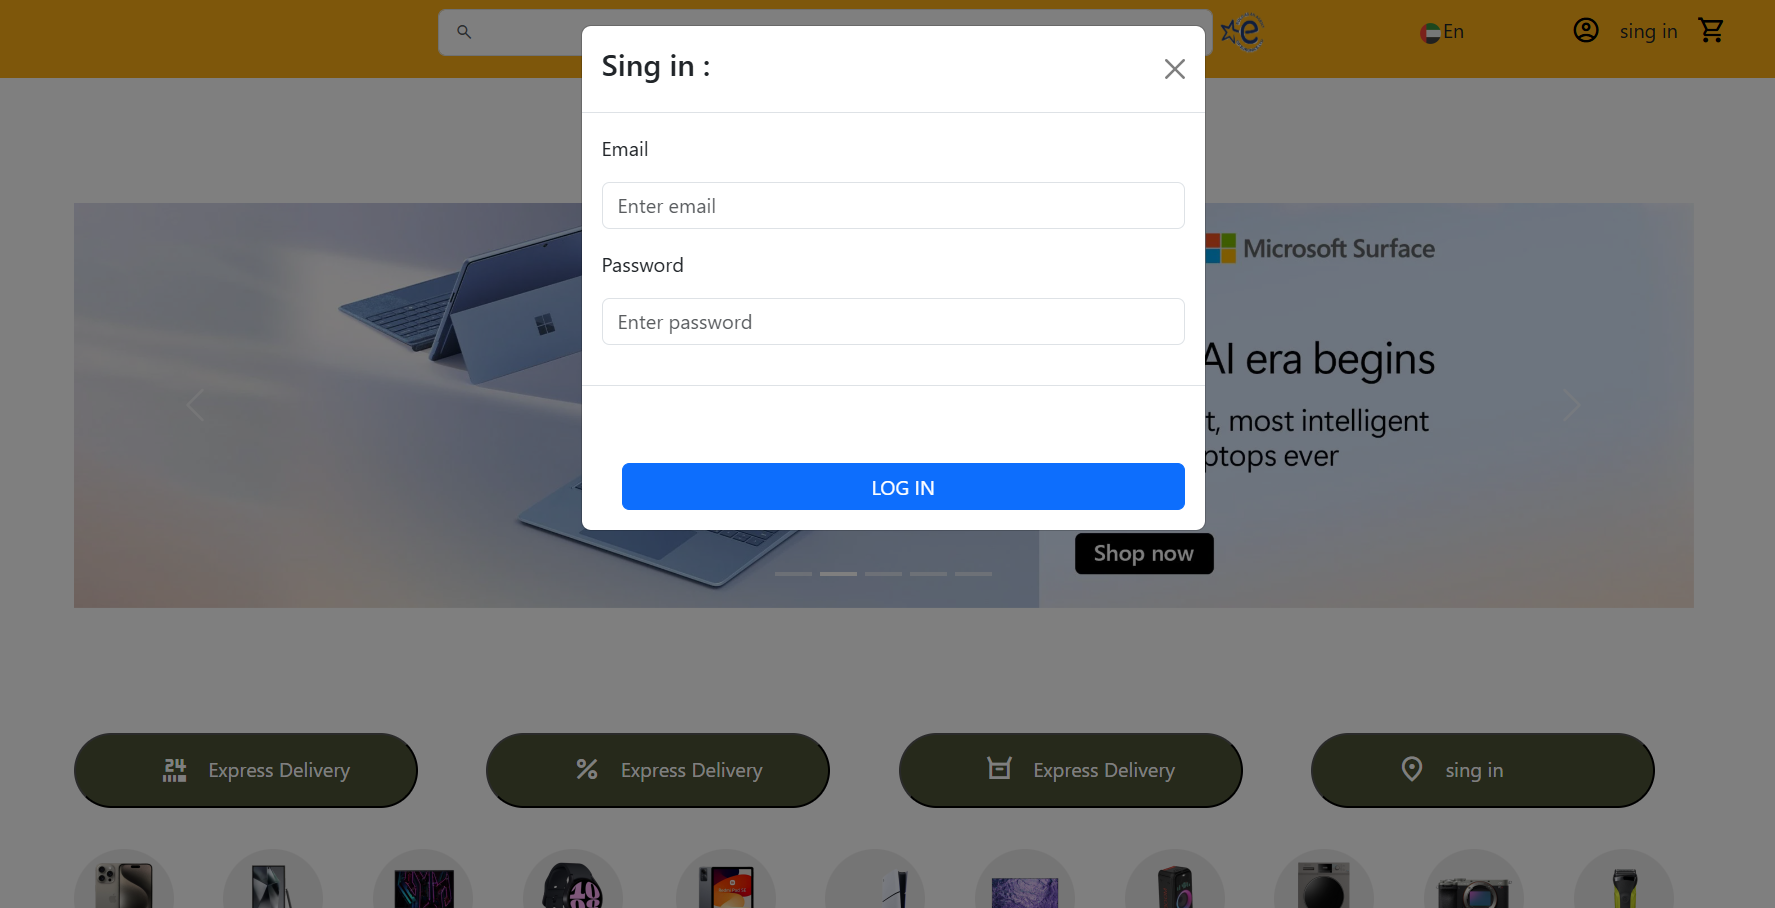 En
sing in
Sing in :
Email
Enter email
Password
Enter password
LOG IN
Microsoft Surface
AI era begins
t, most intelligent
ptops ever
Shop now
24
Express Delivery
% Express Delivery
Express Delivery
sing in